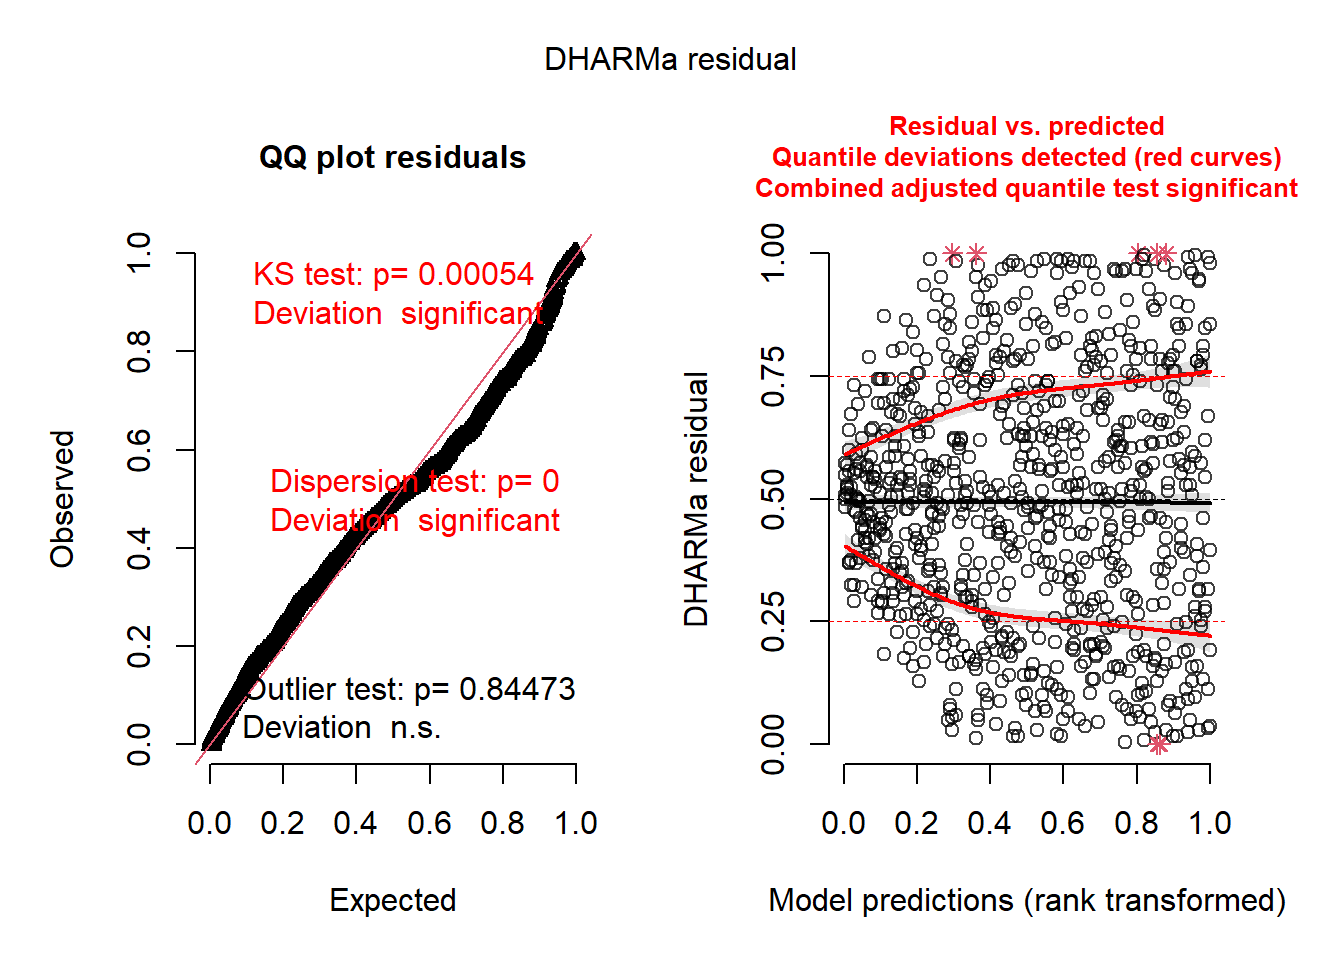 DHARMa residual
QQ plot residuals
KS test: p= 0.00054
Deviation  significant
Dispersion test: p= 0
Deviation  significant
Outlier test: p= 0.84473
Deviation  n.s.
Observed
0.0 0.2 0.4 0.6 0.8 1.0
0.0 0.2 0.4 0.6 0.8 1.0
Expected
Residual vs. predicted
Quantile deviations detected (red curves)
Combined adjusted quantile test significant
DHARMa residual
0.00 0.25 0.50 0.75 1.00
0.0 0.2 0.4 0.6 0.8 1.0
Model predictions (rank transformed)